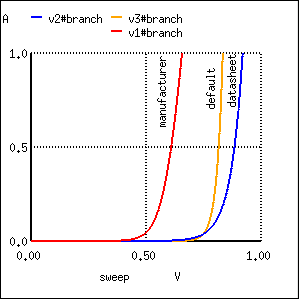 A v2#branch v3#branch
v1#branch
1.0
manufacturer
default
datasheet
0.5
0.0
0.00 0.50 1.00
sweep V